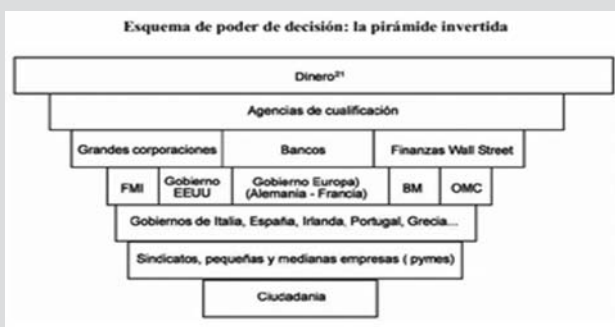 Esquema de poder de decisión: la pirámide invertida
Dinero²¹
Agencias de cualificación
Grandes corporaciones Bancos Finanzas Wall Street
FMI Gobierno EEUU Gobierno Europa) (Alemania - Francia) BM OMC
Gobiernos de Italia, España, Irlanda, Portugal, Grecia...
Sindicatos, pequeñas y medianas empresas ( pymes)
Ciudadania